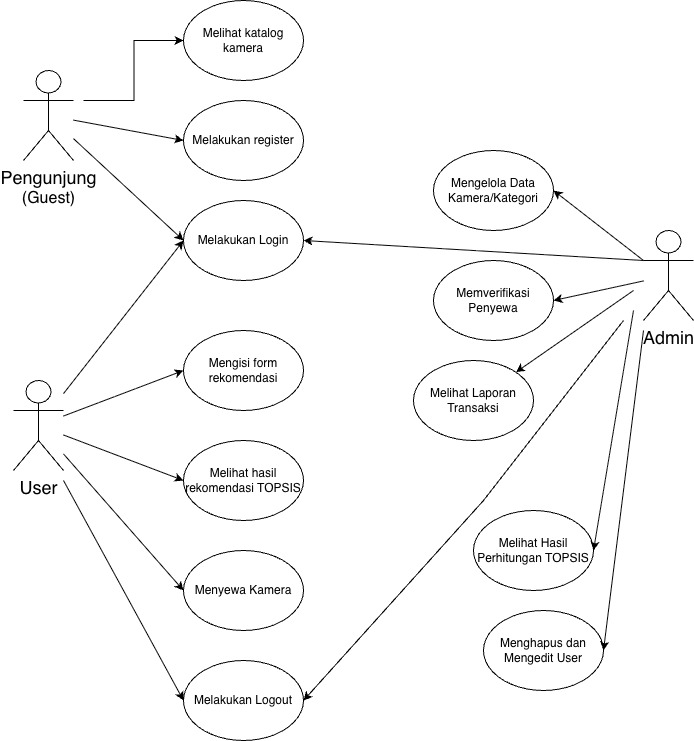 Melihat katalog
kamera
Melakukan register
Pengunjung
(Guest)
Melakukan Login
Mengelola Data
Kamera/Kategori
Memverifikasi
Penyewa
Admin
Mengisi form
rekomendasi
Melihat Laporan
Transaksi
User
Melihat hasil
rekomendasi TOPSIS
Melihat Hasil
Perhitungan TOPSIS
Menyewa Kamera
Menghapus dan
Mengedit User
Melakukan Logout